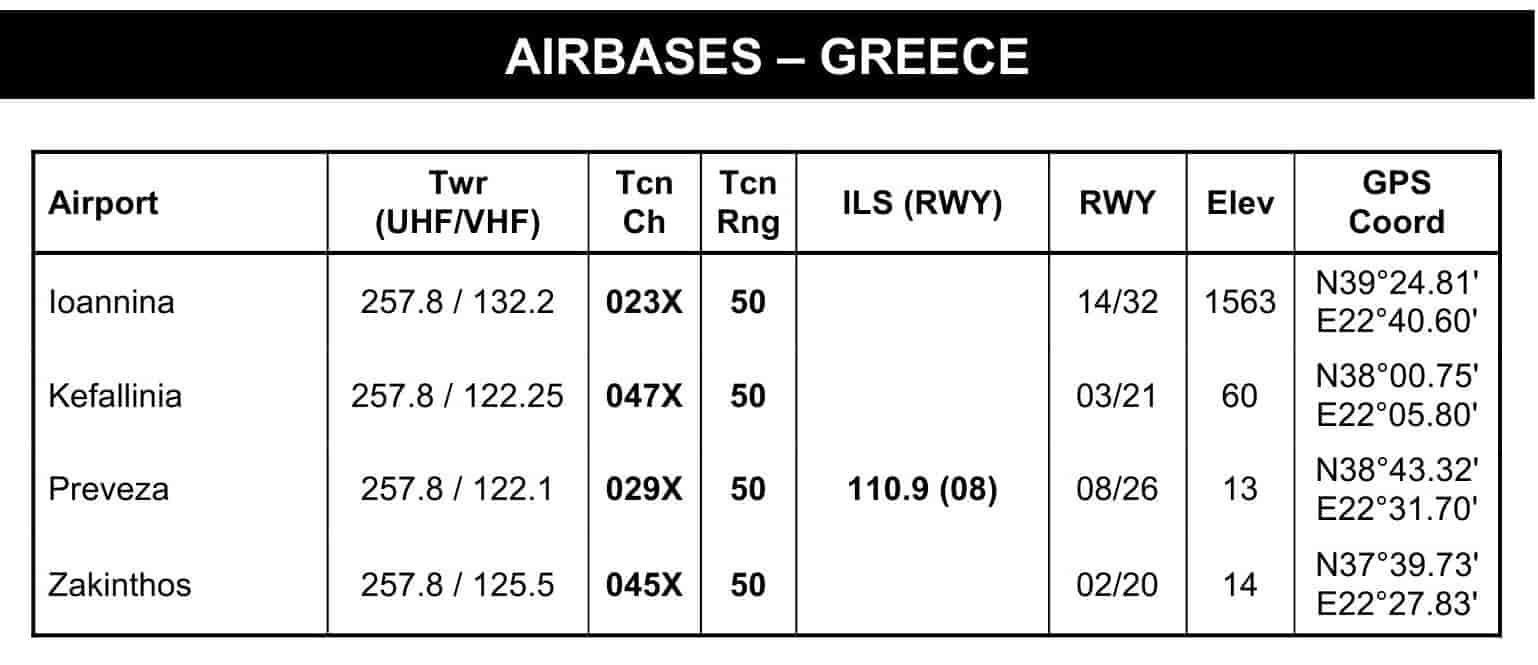 AIRBASES – GREECE
Airport Twr (UHF/VHF) Tcn Ch Tcn Rng ILS (RWY) RWY Elev GPS Coord
Ioannina 257.8 / 132.2 023X 50 14/32 1563 N39°24.81' E22°40.60'
Kefallinia 257.8 / 122.25 047X 50 03/21 60 N38°00.75' E22°05.80'
Preveza 257.8 / 122.1 029X 50 110.9 (08) 08/26 13 N38°43.32' E22°31.70'
Zakinthos 257.8 / 125.5 045X 50 02/20 14 N37°39.73' E22°27.83'